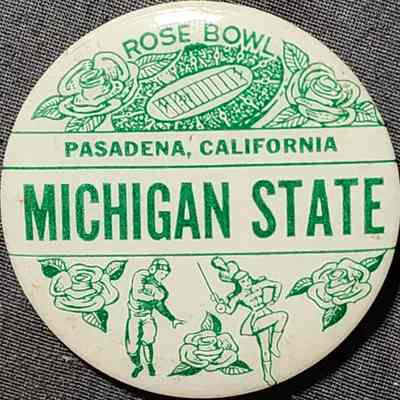 ROSE BOWL
PASADENA, CALIFORNIA
MICHIGAN STATE